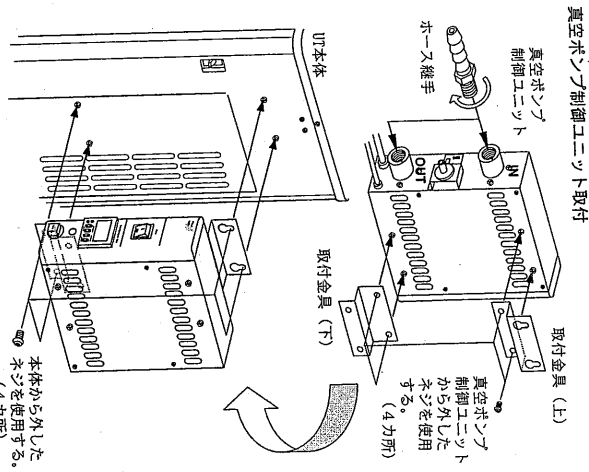 真空ポンプ制御ユニット取付
ホース継手
真空ポンプ
制御ユニット
IN
OUT
取付金具（上）
真空ポンプ
制御ユニット
から外した
ネジを使用
する。
（4カ所）
取付金具（下）
UT本体
本体から外した
ネジを使用する。
（4カ所）